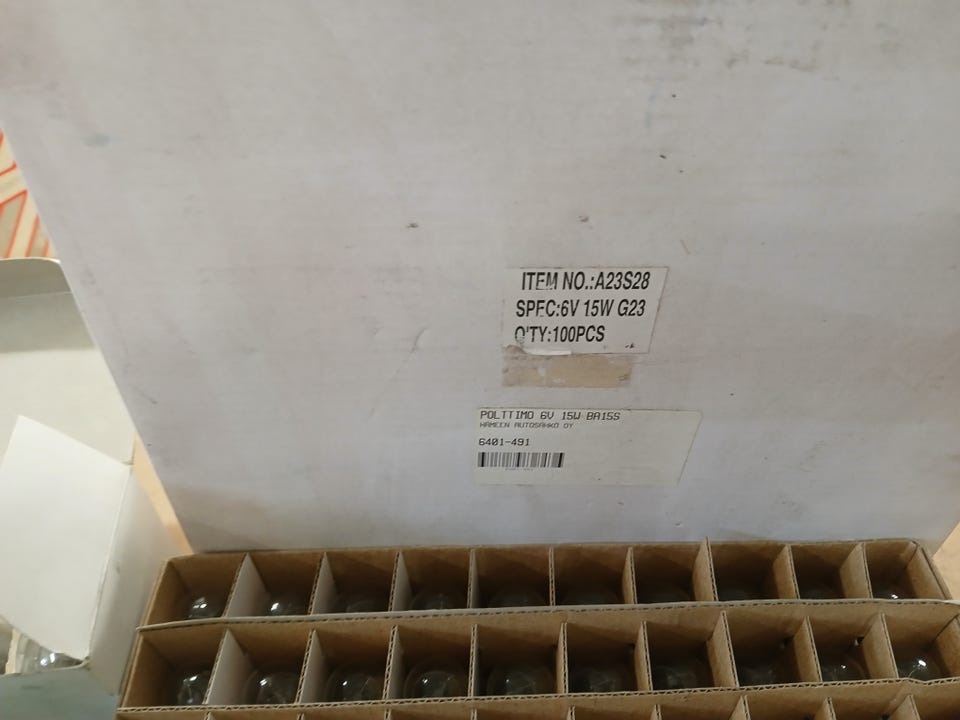 ITEM NO.:A23S28
SPEC:6V 15W G23
Q'TY:100PCS
POLTTIMO 6V 15W BA15S
HAMEEN AUTOSAHKO OY
6401-491